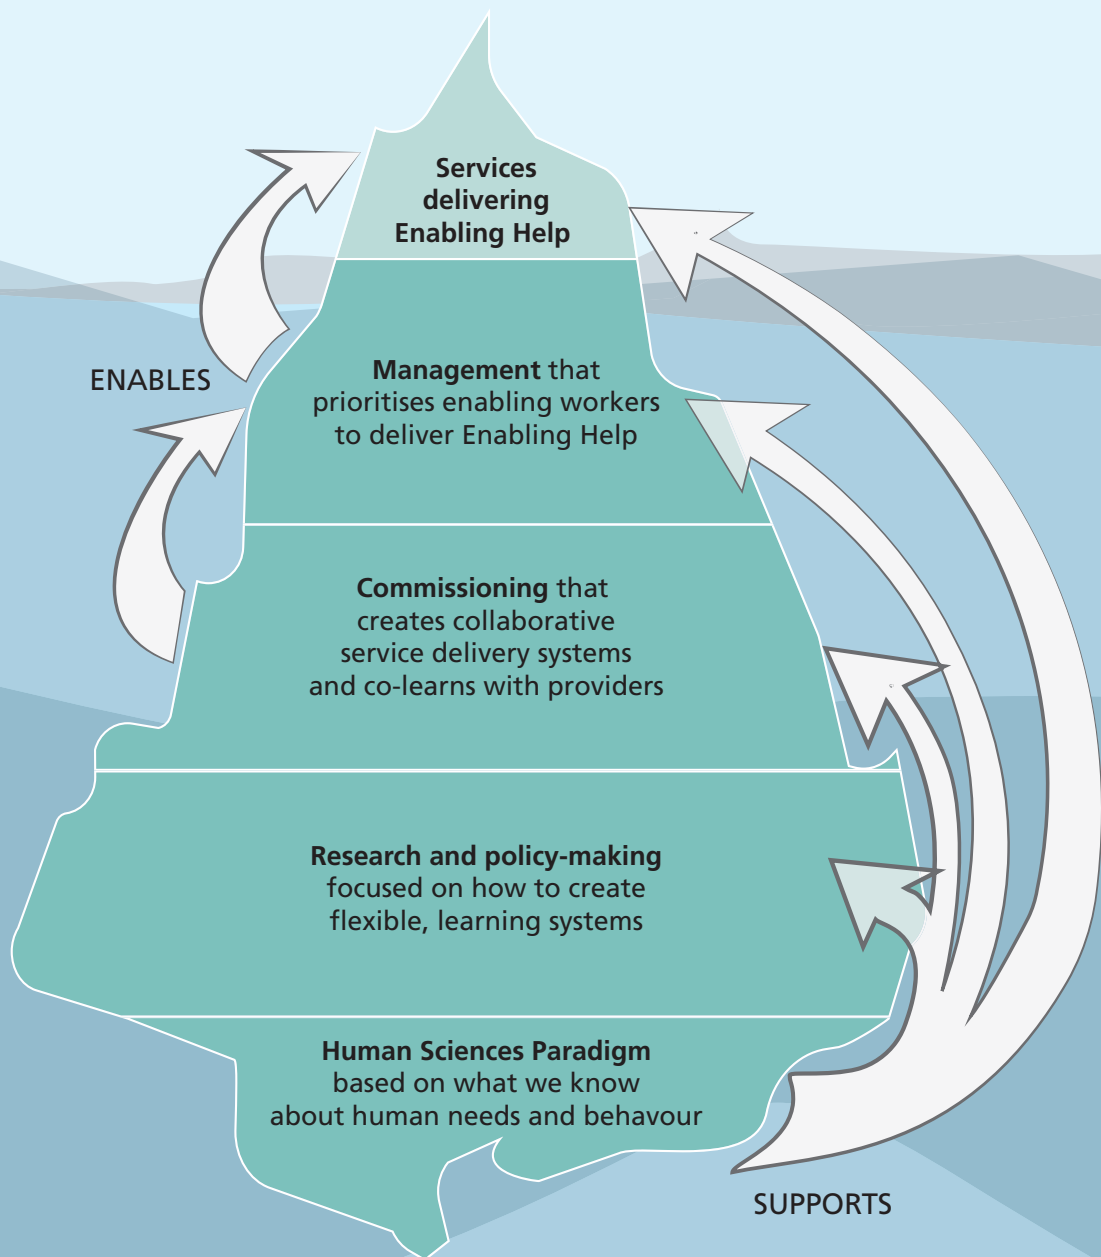 Services
delivering
Enabling Help
ENABLES
Management that
prioritises enabling workers
to deliver Enabling Help
Commissioning that
creates collaborative
service delivery systems
and co-learns with providers
Research and policy-making
focused on how to create
flexible, learning systems
Human Sciences Paradigm
based on what we know
about human needs and behavour
SUPPORTS